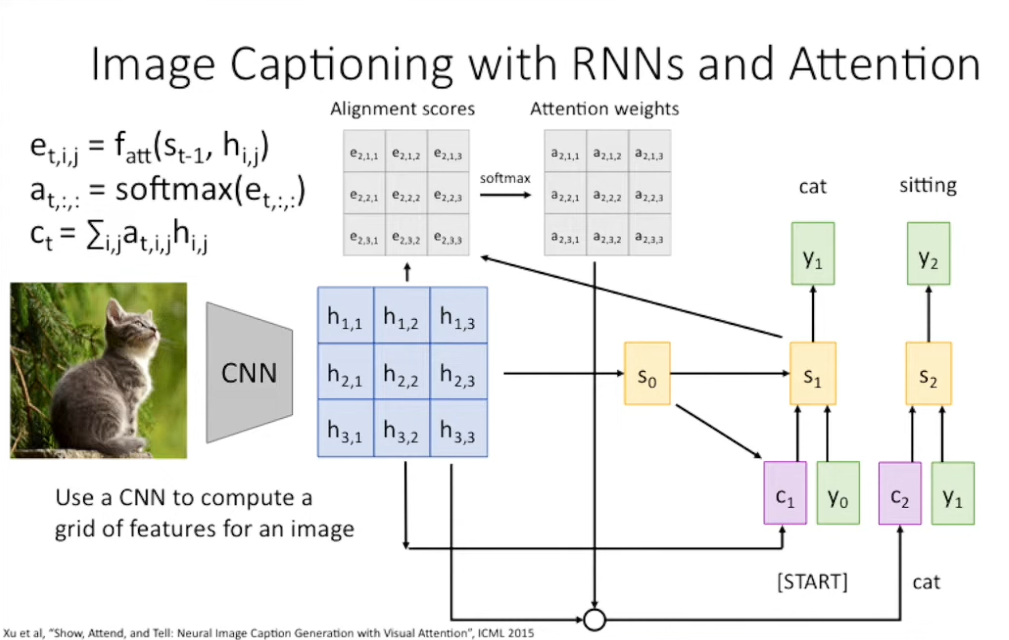 Image Captioning with RNNs and Attention
Alignment scores
Attention weights
e_{t,i,j} = f_{att}(s_{t-1}, h_{i,j})
a_{t,:,:} = softmax(e_{t,:,:})
c_t = ∑_{i,j}a_{t,i,j}h_{i,j}
e_{2,1,1} e_{2,1,2} e_{2,1,3}
e_{2,2,1} e_{2,2,2} e_{2,2,3}
e_{2,3,1} e_{2,3,2} e_{2,3,3}
softmax
a_{2,1,1} a_{2,1,2} a_{2,1,3}
a_{2,2,1} a_{2,2,2} a_{2,2,3}
a_{2,3,1} a_{2,3,2} a_{2,3,3}
cat
sitting
y_1
y_2
CNN
h_{1,1} h_{1,2} h_{1,3}
h_{2,1} h_{2,2} h_{2,3}
h_{3,1} h_{3,2} h_{3,3}
s_0
s_1
s_2
c_1
y_0
c_2
y_1
Use a CNN to compute a
grid of features for an image
[START]
cat
Xu et al, "Show, Attend, and Tell: Neural Image Caption Generation with Visual Attention", ICML 2015